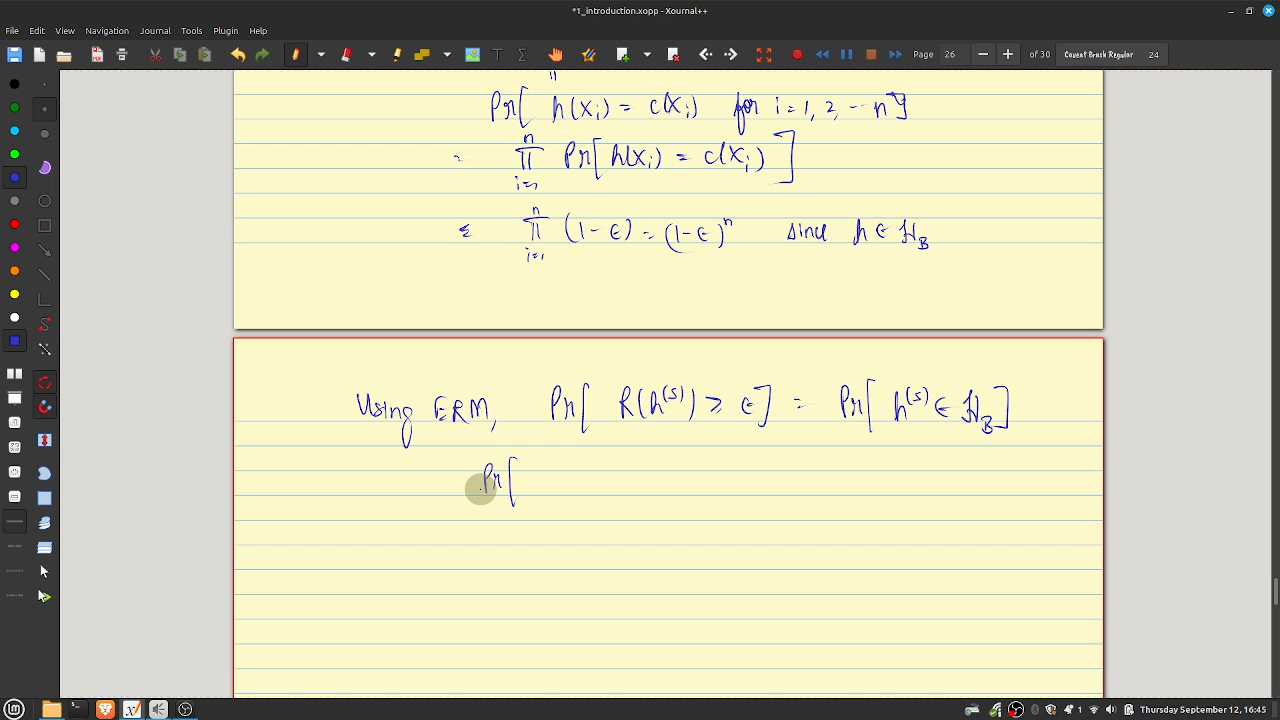 *1_introduction.xopp - Xournal++
File Edit View Navigation Journal Tools Plugin Help
Page 26 of 30 Caveat Brush Regular 24
Pr[ h(xᵢ) = c(xᵢ) for i = 1, 2, -- n]
= ∏ᵢ₌₁ⁿ Pr[h(xᵢ) = c(xᵢ)]
≤ ∏ᵢ₌₁ⁿ (1-ϵ) = (1-ϵ)ⁿ since h ∈ ℋ_B
Using ERM, Pr[ R(h⁽ˢ⁾) ≥ ϵ] = Pr[ h⁽ˢ⁾ ∈ ℋ_B]
Pr[
1 Thursday September 12, 16:45